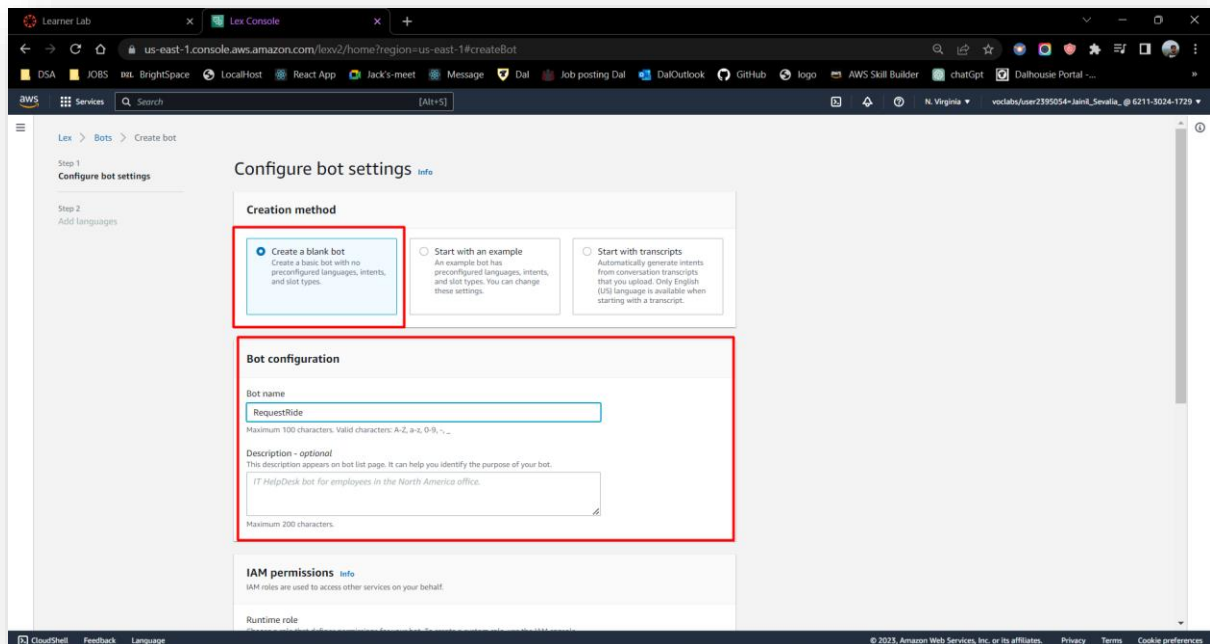 Learner Lab
Lex Console
us-east-1.console.aws.amazon.com/lexv2/home?region=us-east-1#createBot
DSA JOBS BrightSpace LocalHost React App Jack's-meet Message Dal Job posting Dal DalOutlook GitHub logo AWS Skill Builder chatGpt Dalhousie Portal -... »
aws Services Search [Alt+S] N. Virginia ▼ voclabs/user2395054=Jainil_Sevalia_ @ 6211-3024-1729 ▼
Lex > Bots > Create bot
Step 1
Configure bot settings
Step 2
Add languages
Configure bot settings Info
Creation method
Create a blank bot
Create a basic bot with no
preconfigured languages, intents,
and slot types.
Start with an example
An example bot has
preconfigured languages, intents,
and slot types. You can change
these settings.
Start with transcripts
Automatically generate intents
from conversation transcripts
that you upload. Only English
(US) language is available when
starting with a transcript.
Bot configuration
Bot name
RequestRide
Maximum 100 characters. Valid characters: A-Z, a-z, 0-9, -, _
Description - optional
This description appears on bot list page. It can help you identify the purpose of your bot.
IT HelpDesk bot for employees in the North America office.
Maximum 200 characters.
IAM permissions Info
IAM roles are used to access other services on your behalf.
Runtime role
CloudShell Feedback Language © 2023, Amazon Web Services, Inc. or its affiliates. Privacy Terms Cookie preferences